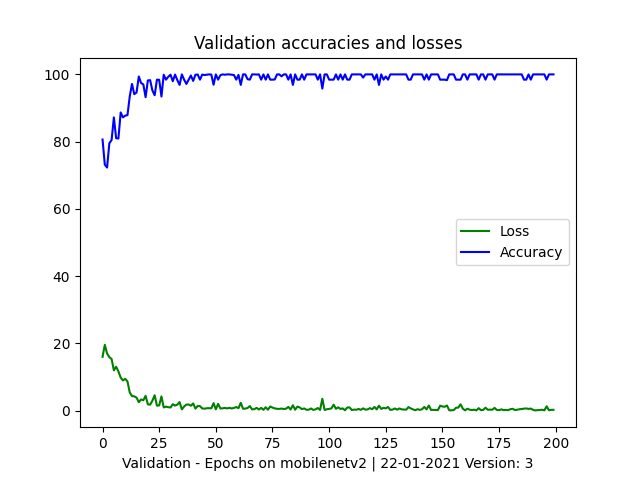 Validation accuracies and losses
100
80
60
40
20
0
Loss
Accuracy
0 25 50 75 100 125 150 175 200
Validation - Epochs on mobilenetv2 | 22-01-2021 Version: 3